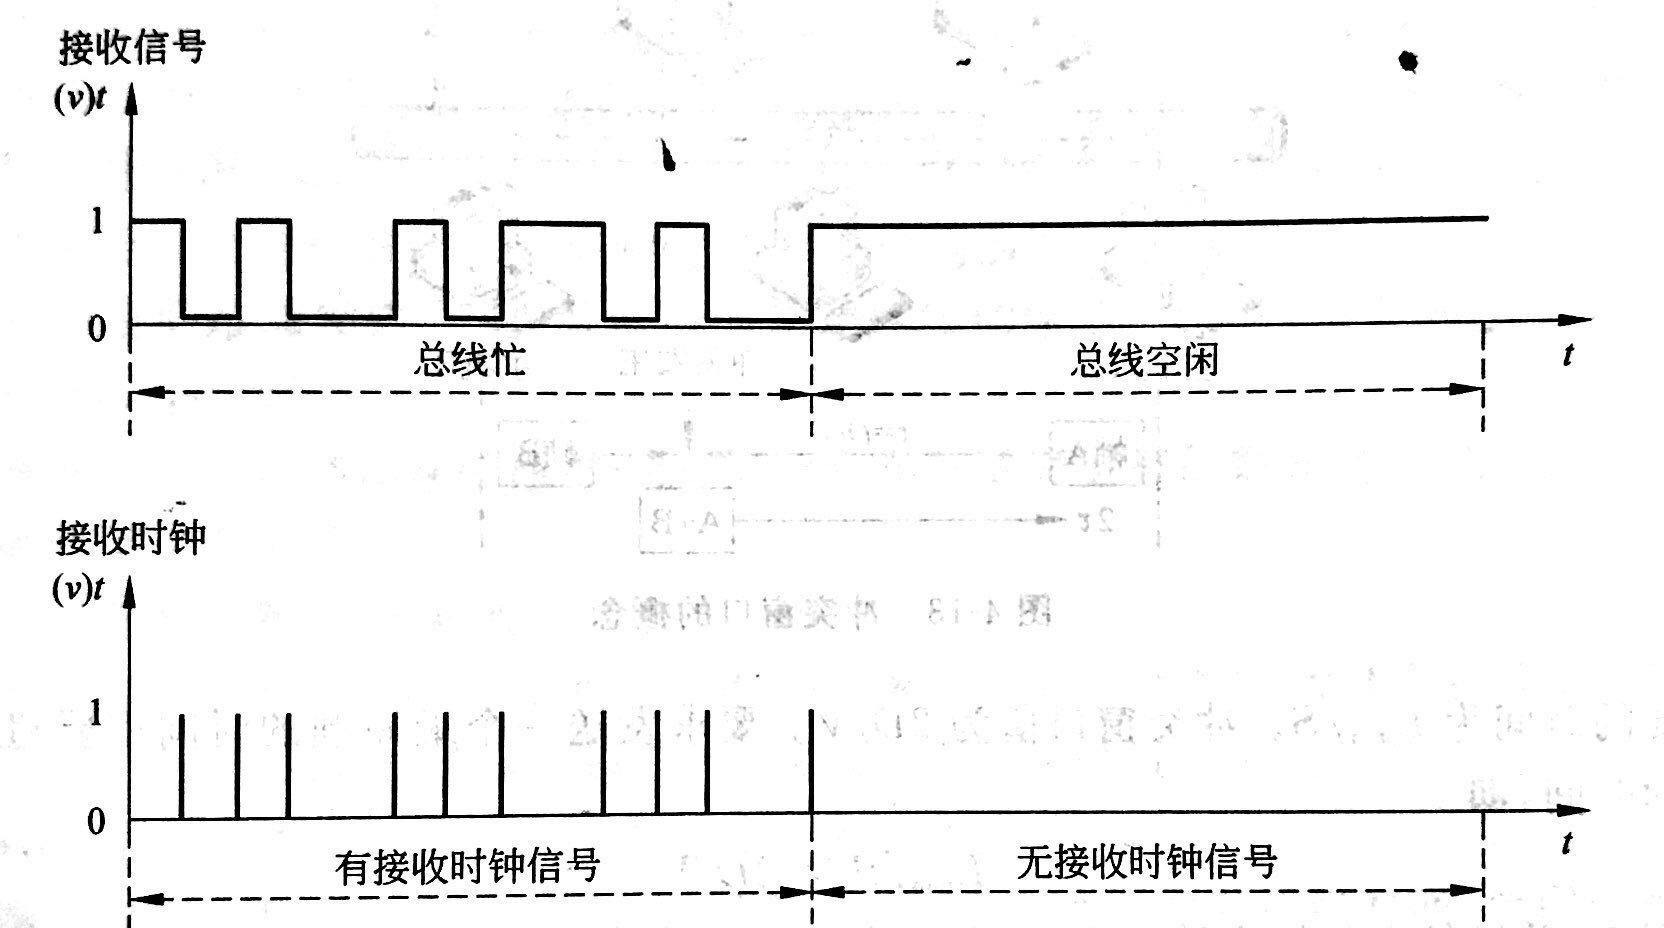 接收信号
(v)t
1
0
t
总线忙
总线空闲
接收时钟
(v)t
1
0
t
有接收时钟信号
无接收时钟信号